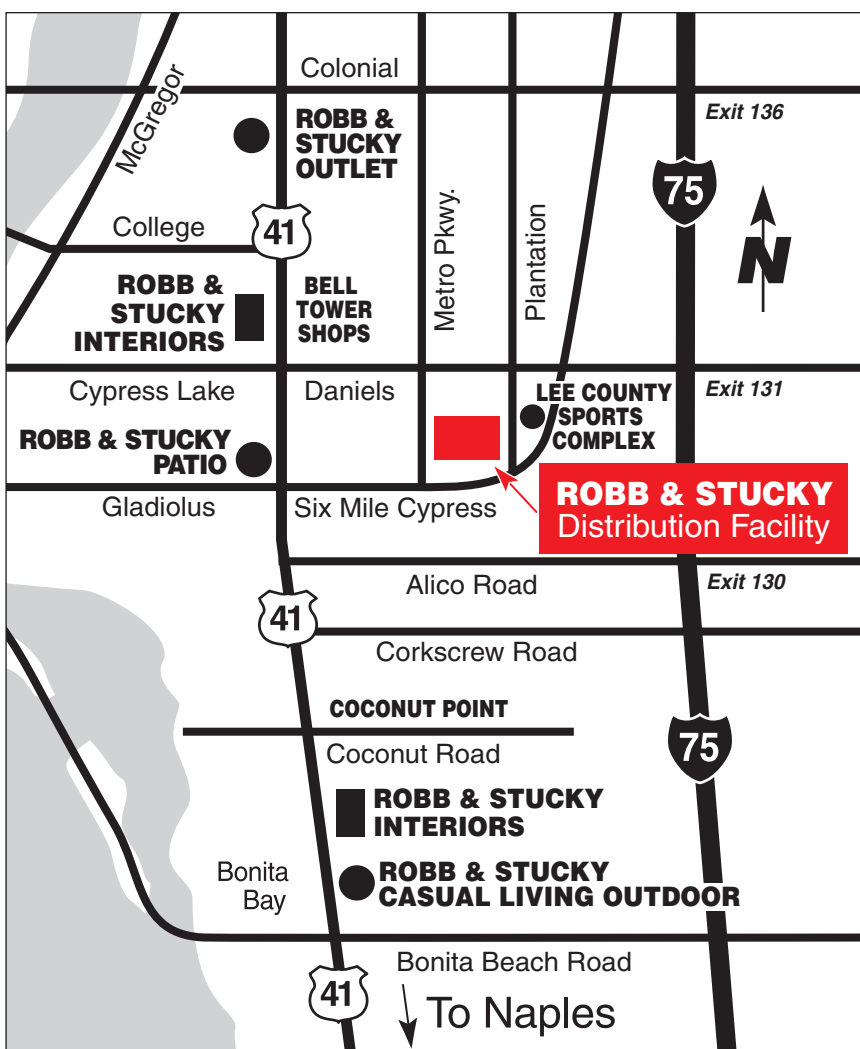 Colonial
McGregor
Exit 136
ROBB &
STUCKY
OUTLET
75
Metro Pkwy.
Plantation
N
College
41
ROBB &
STUCKY
INTERIORS
BELL
TOWER
SHOPS
Cypress Lake
Daniels
LEE COUNTY
SPORTS
COMPLEX
Exit 131
ROBB & STUCKY
PATIO
ROBB & STUCKY
Distribution Facility
Gladiolus
Six Mile Cypress
Alico Road
Exit 130
41
Corkscrew Road
COCONUT POINT
Coconut Road
75
ROBB & STUCKY
INTERIORS
Bonita
Bay
ROBB & STUCKY
CASUAL LIVING OUTDOOR
Bonita Beach Road
41
To Naples